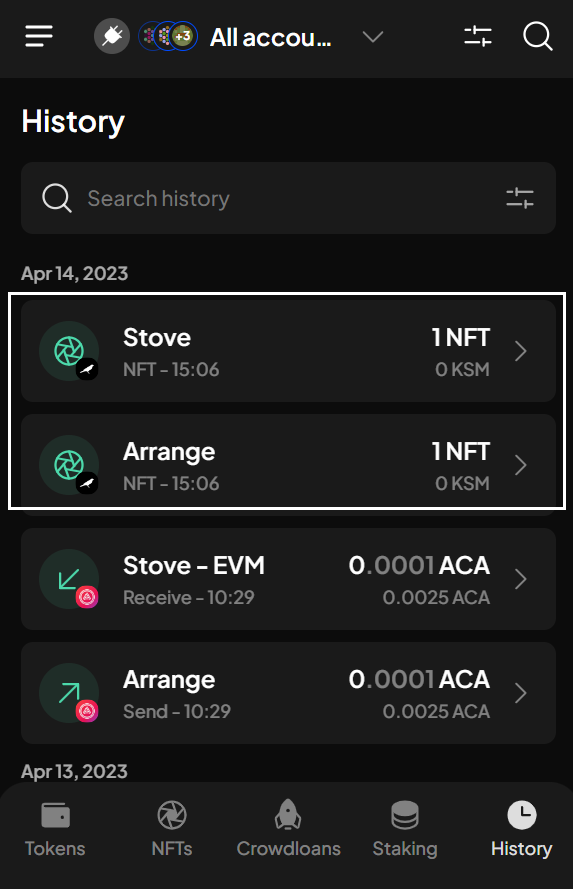 +3 All accou...
History
Search history
Apr 14, 2023
Stove 1 NFT
NFT - 15:06 0 KSM
Arrange 1 NFT
NFT - 15:06 0 KSM
Stove - EVM 0.0001 ACA
Receive - 10:29 0.0025 ACA
Arrange 0.0001 ACA
Send - 10:29 0.0025 ACA
Apr 13, 2023
Tokens NFTs Crowdloans Staking History